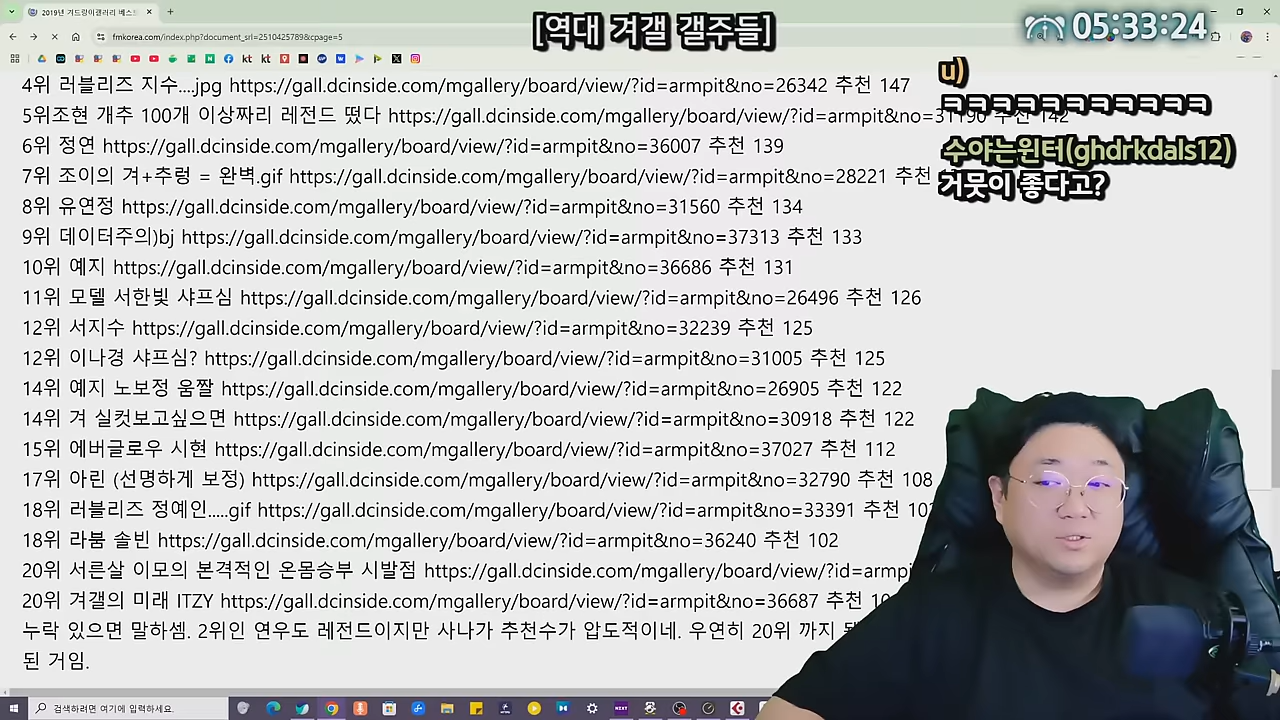 2019년 겨드랑이갤러리 베스
fmkorea.com/index.php?document_srl=2510425789&cpage=5
[역대 겨갤 갤주들]
05:33:24
u)
ㅋㅋㅋㅋㅋㅋㅋㅋㅋㅋㅋ
수야는윈터(ghdrkdals12)
거뭇이 좋다고?
4위 러블리즈 지수....jpg https://gall.dcinside.com/mgallery/board/view/?id=armpit&no=26342 추천 147
5위조현 개추 100개 이상짜리 레전드 떴다 https://gall.dcinside.com/mgallery/board/view/?id=armpit&no=31196 추천 142
6위 정연 https://gall.dcinside.com/mgallery/board/view/?id=armpit&no=36007 추천 139
7위 조이의 겨+추렁 = 완벽.gif https://gall.dcinside.com/mgallery/board/view/?id=armpit&no=28221 추천
8위 유연정 https://gall.dcinside.com/mgallery/board/view/?id=armpit&no=31560 추천 134
9위 데이터주의)bj https://gall.dcinside.com/mgallery/board/view/?id=armpit&no=37313 추천 133
10위 예지 https://gall.dcinside.com/mgallery/board/view/?id=armpit&no=36686 추천 131
11위 모델 서한빛 샤프심 https://gall.dcinside.com/mgallery/board/view/?id=armpit&no=26496 추천 126
12위 서지수 https://gall.dcinside.com/mgallery/board/view/?id=armpit&no=32239 추천 125
12위 이나경 샤프심? https://gall.dcinside.com/mgallery/board/view/?id=armpit&no=31005 추천 125
14위 예지 노보정 움짤 https://gall.dcinside.com/mgallery/board/view/?id=armpit&no=26905 추천 122
14위 겨 실컷보고싶으면 https://gall.dcinside.com/mgallery/board/view/?id=armpit&no=30918 추천 122
15위 에버글로우 시현 https://gall.dcinside.com/mgallery/board/view/?id=armpit&no=37027 추천 112
17위 아린 (선명하게 보정) https://gall.dcinside.com/mgallery/board/view/?id=armpit&no=32790 추천 108
18위 러블리즈 정예인.....gif https://gall.dcinside.com/mgallery/board/view/?id=armpit&no=33391 추천
18위 라붐 솔빈 https://gall.dcinside.com/mgallery/board/view/?id=armpit&no=36240 추천 102
20위 서른살 이모의 본격적인 온몸승부 시발점 https://gall.dcinside.com/mgallery/board/view/?id=armpi
20위 겨갤의 미래 ITZY https://gall.dcinside.com/mgallery/board/view/?id=armpit&no=36687 추천
누락 있으면 말하셈. 2위인 연우도 레전드이지만 사나가 추천수가 압도적이네. 우연히 20위 까지
된 거임.
검색하려면 여기에 입력하세요.